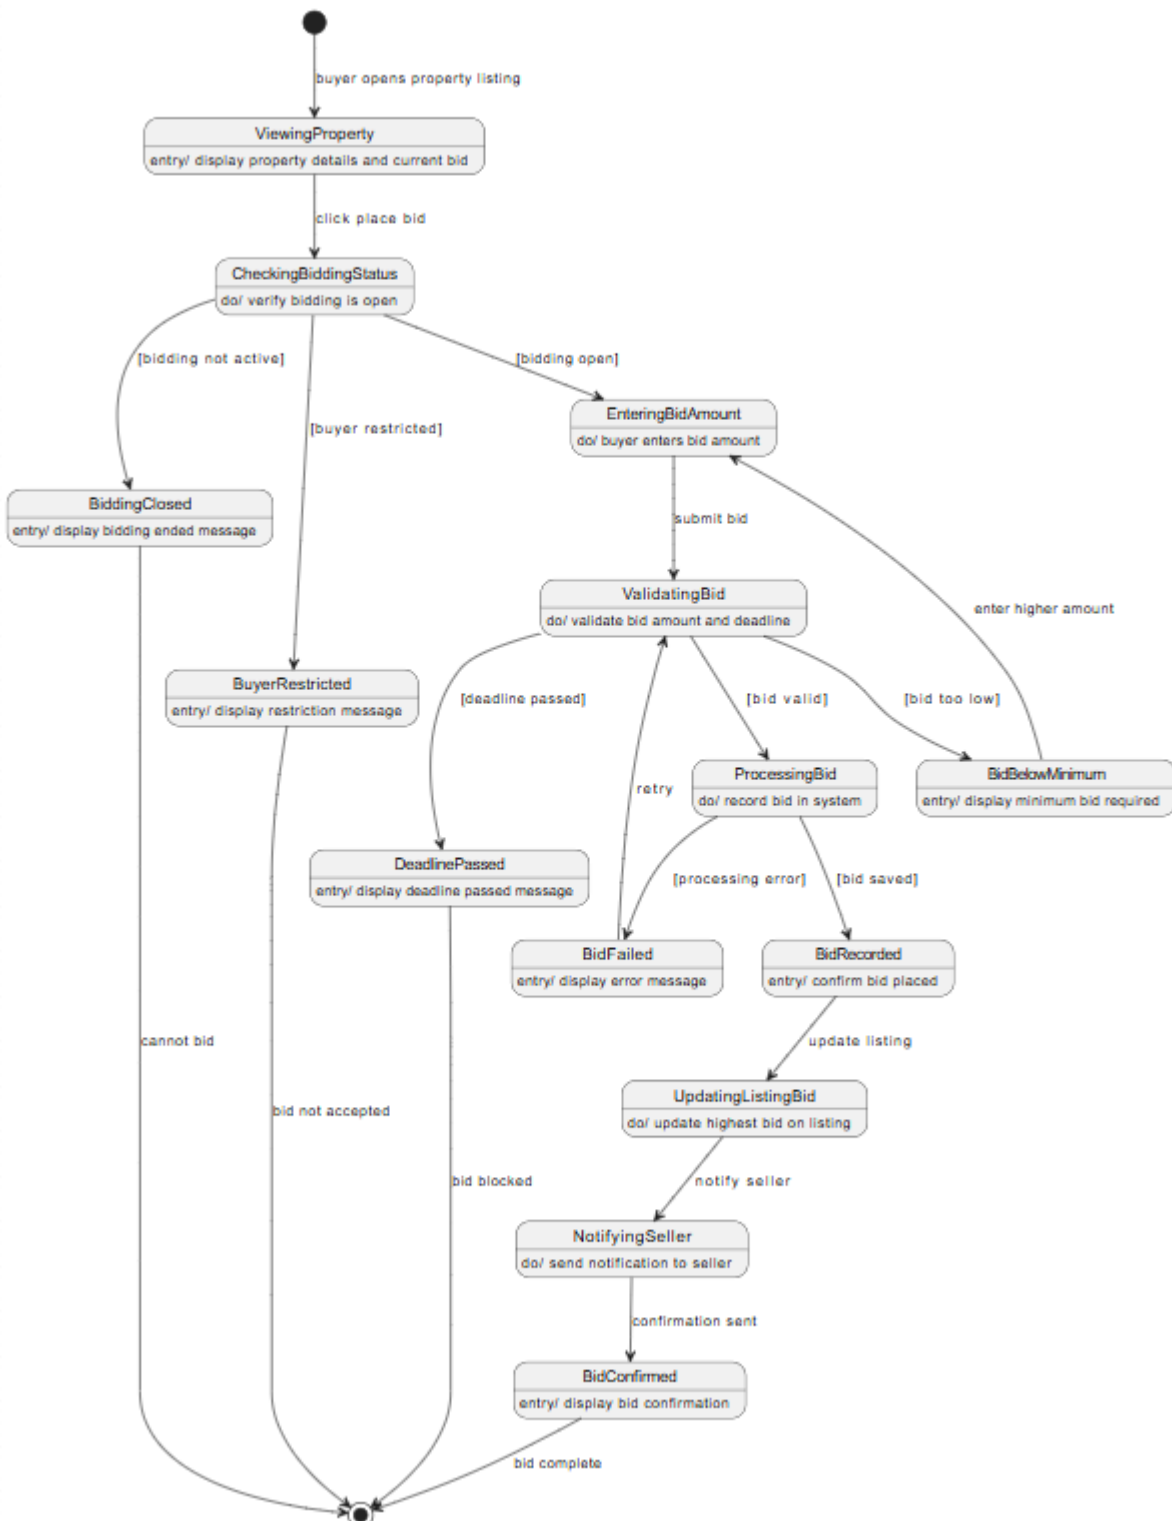 buyer opens property listing
ViewingProperty
entry/ display property details and current bid
click place bid
CheckingBiddingStatus
do/ verify bidding is open
[bidding not active]
[bidding open]
[buyer restricted]
EnteringBidAmount
do/ buyer enters bid amount
BiddingClosed
entry/ display bidding ended message
submit bid
ValidatingBid
do/ validate bid amount and deadline
enter higher amount
BuyerRestricted
entry/ display restriction message
[deadline passed]
[bid valid]
[bid too low]
ProcessingBid
do/ record bid in system
BidBelowMinimum
entry/ display minimum bid required
retry
DeadlinePassed
entry/ display deadline passed message
[processing error]
[bid saved]
BidFailed
entry/ display error message
BidRecorded
entry/ confirm bid placed
cannot bid
update listing
UpdatingListingBid
do/ update highest bid on listing
bid not accepted
bid blocked
notify seller
NotifyingSeller
do/ send notification to seller
confirmation sent
BidConfirmed
entry/ display bid confirmation
bid complete